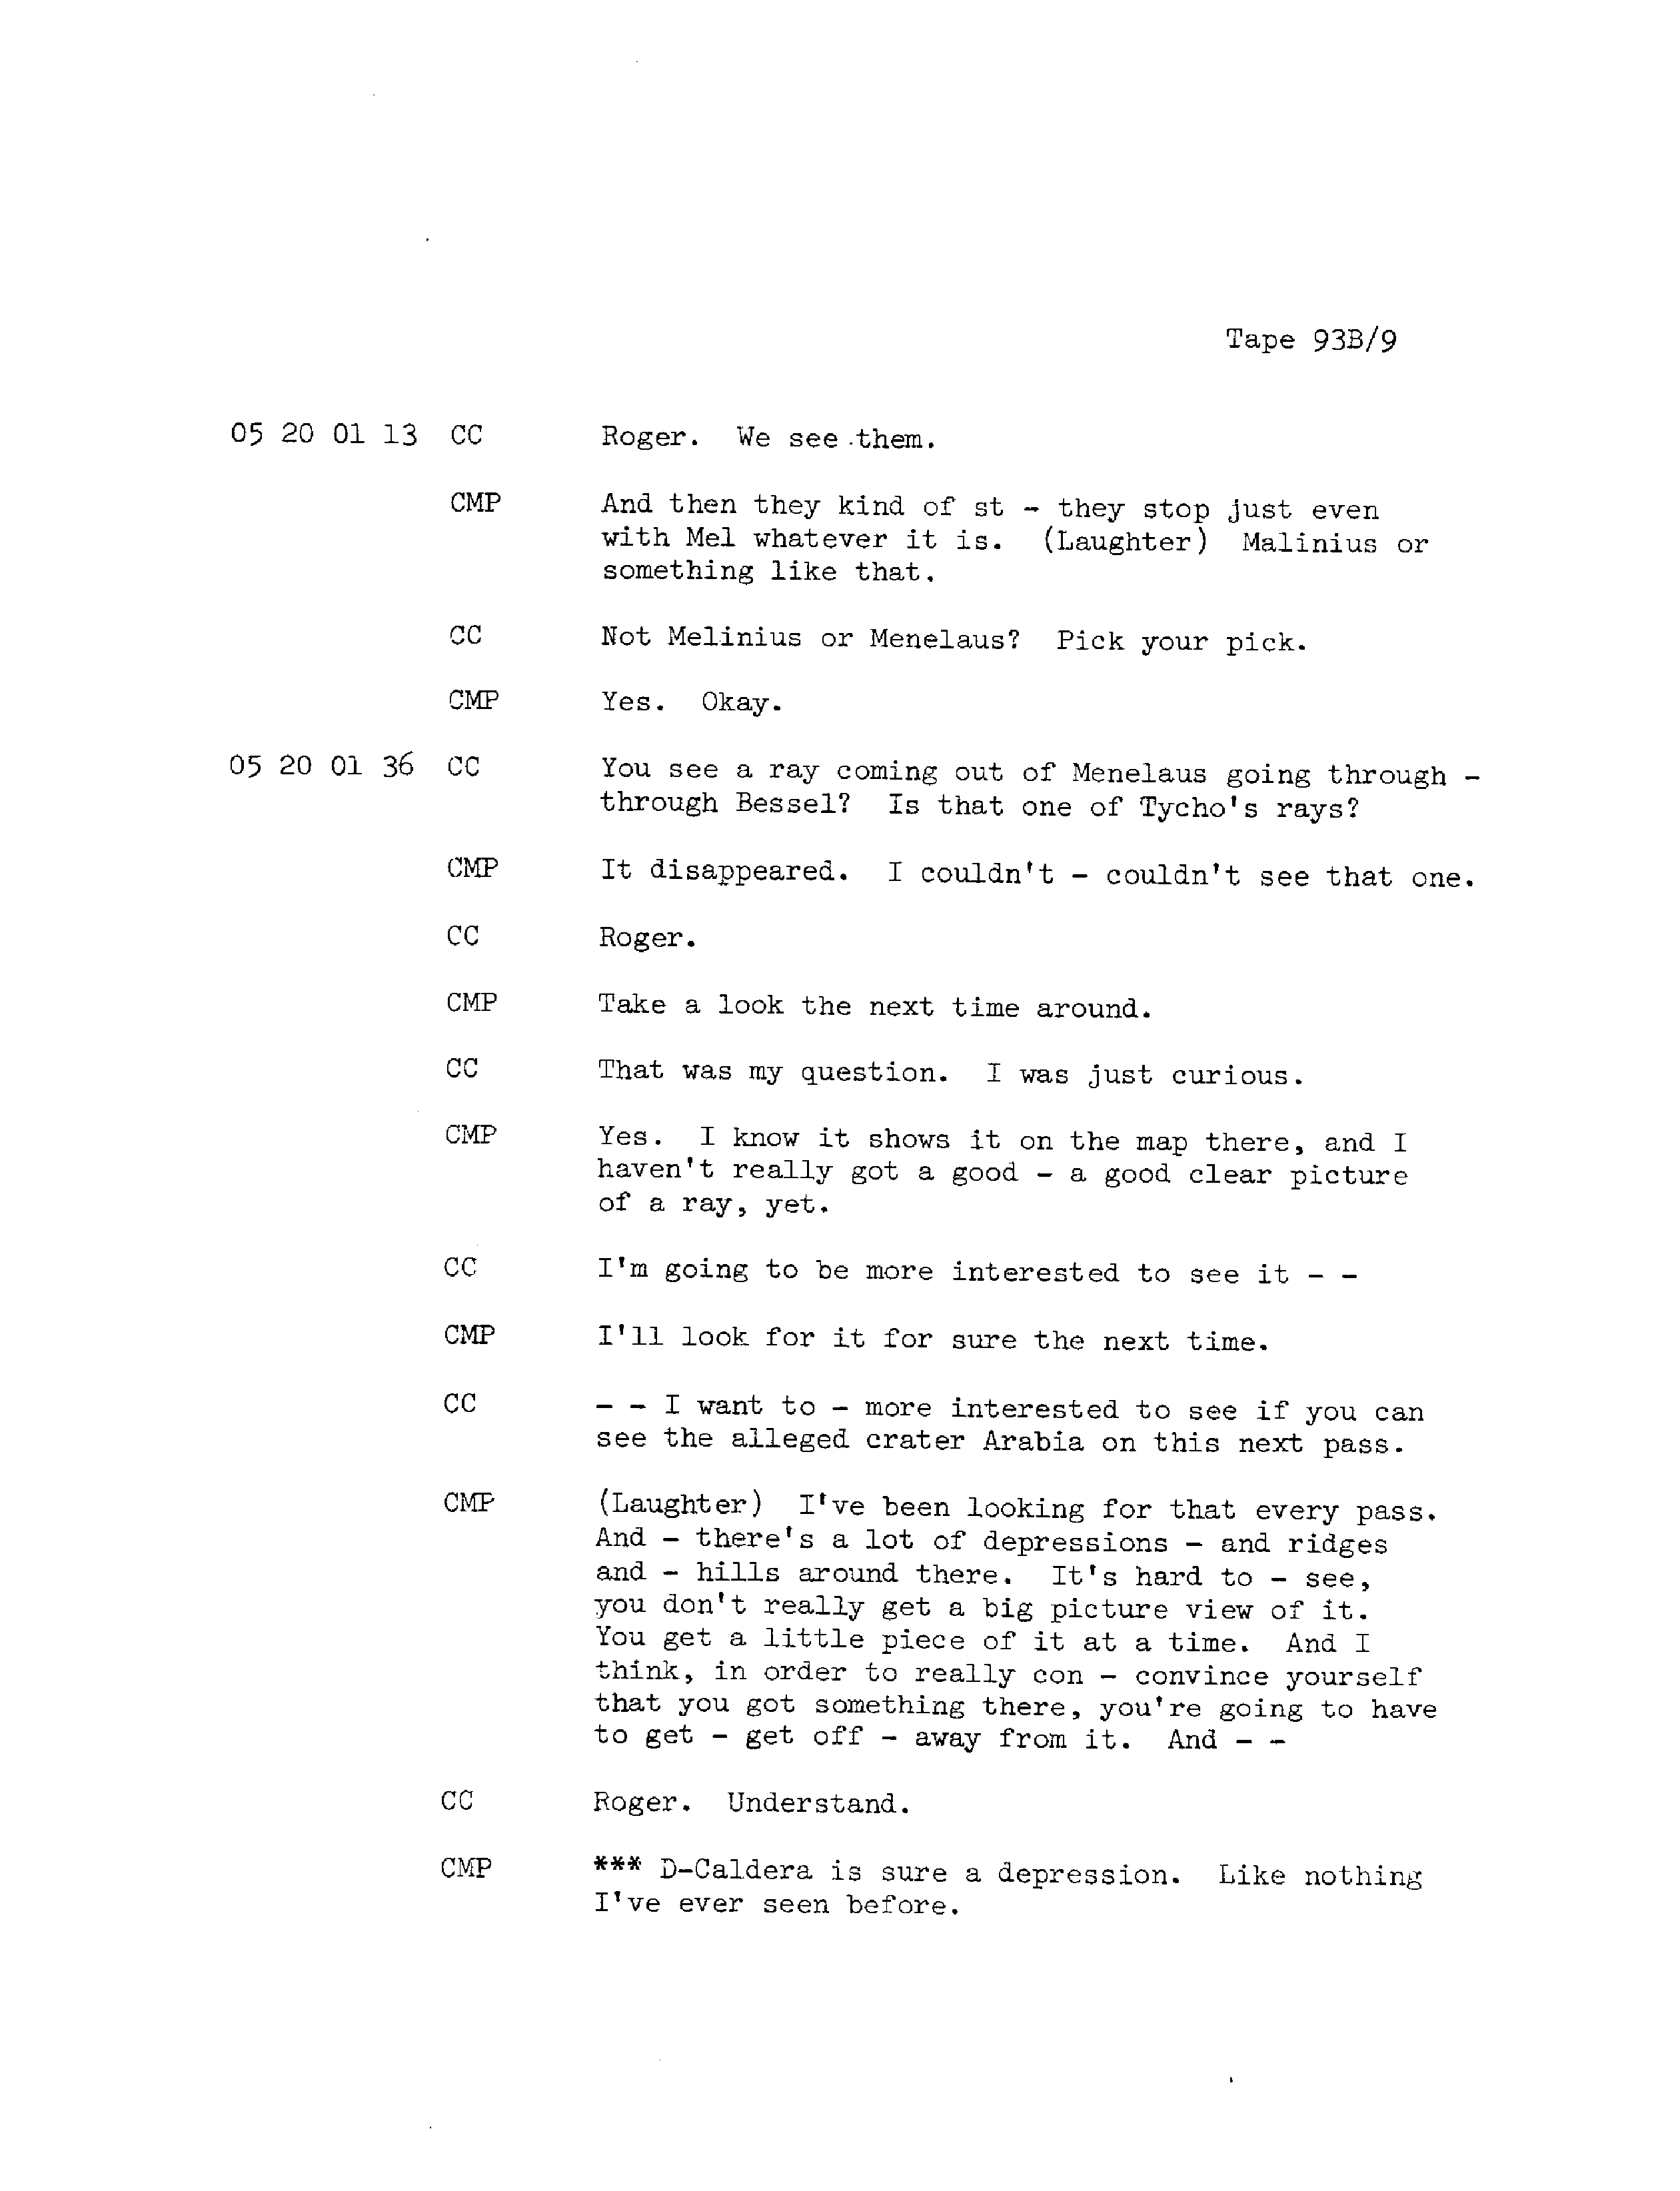 Tape 93B/9
05 20 01 13 CC Roger. We see them.
CMP And then they kind of st - they stop just even
with Mel whatever it is. (Laughter) Malinius or
something like that.
CC Not Melinius or Menelaus? Pick your pick.
CMP Yes. Okay.
05 20 01 36 CC You see a ray coming out of Menelaus going through -
through Bessel? Is that one of Tycho's rays?
CMP It disappeared. I couldn't - couldn't see that one.
CC Roger.
CMP Take a look the next time around.
CC That was my question. I was just curious.
CMP Yes. I know it shows it on the map there, and I
haven't really got a good - a good clear picture
of a ray, yet.
CC I'm going to be more interested to see it - -
CMP I'll look for it for sure the next time.
CC - - I want to - more interested to see if you can
see the alleged crater Arabia on this next pass.
CMP (Laughter) I've been looking for that every pass.
And - there's a lot of depressions - and ridges
and - hills around there. It's hard to - see,
you don't really get a big picture view of it.
You get a little piece of it at a time. And I
think, in order to really con - convince yourself
that you got something there, you're going to have
to get - get off - away from it. And - -
CC Roger. Understand.
CMP *** D-Caldera is sure a depression. Like nothing
I've ever seen before.